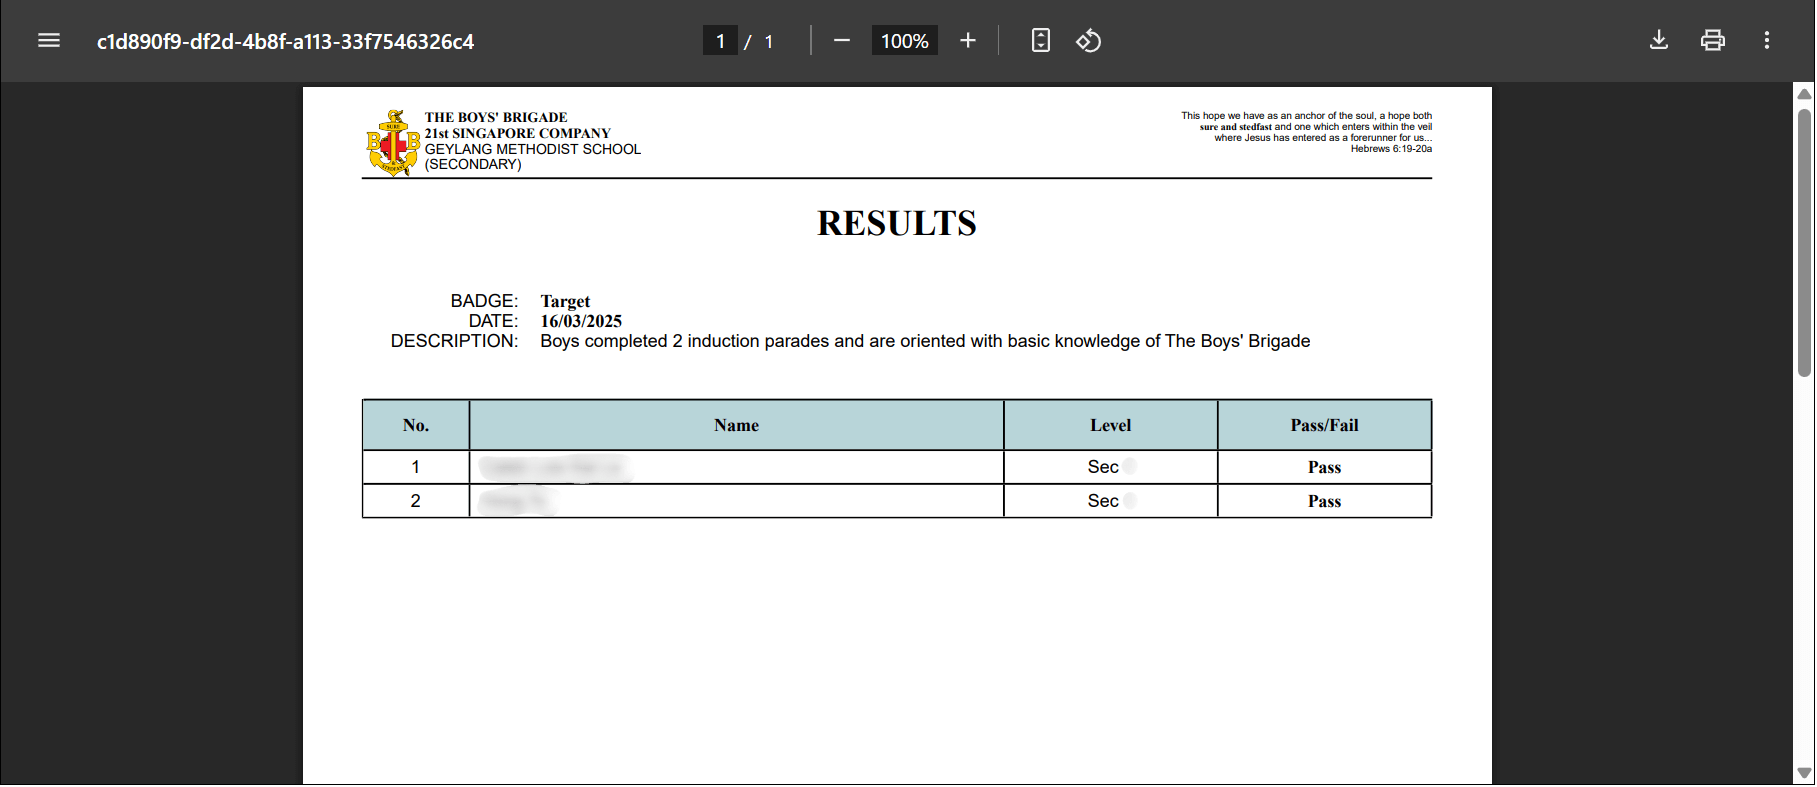 c1d890f9-df2d-4b8f-a113-33f7546326c4
1 / 1
100%
THE BOYS' BRIGADE
21st SINGAPORE COMPANY
GEYLANG METHODIST SCHOOL
(SECONDARY)
SURE
B B
&
STEDFAST
This hope we have as an anchor of the soul, a hope both
sure and stedfast and one which enters within the veil
where Jesus has entered as a forerunner for us...
Hebrews 6:19-20a
RESULTS
BADGE: Target
DATE: 16/03/2025
DESCRIPTION: Boys completed 2 induction parades and are oriented with basic knowledge of The Boys' Brigade
No. Name Level Pass/Fail
1 Sec Pass
2 Sec Pass